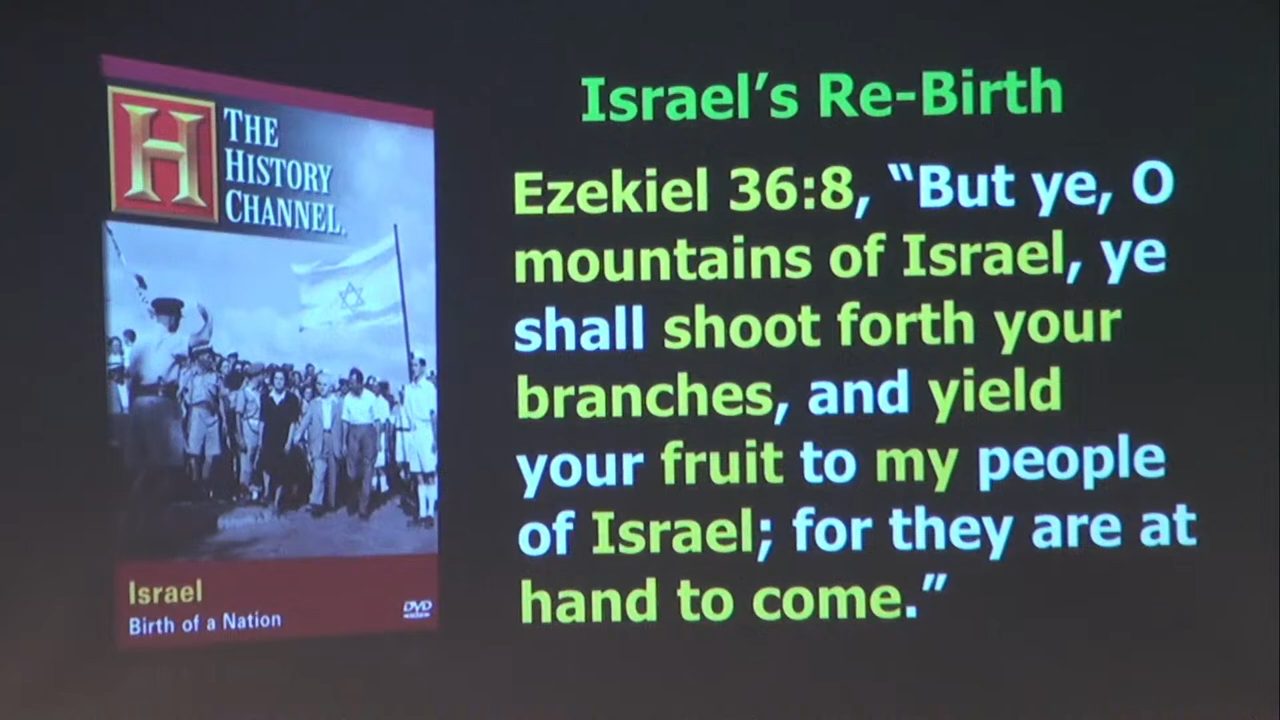 H
THE
HISTORY
CHANNEL.
Israel
Birth of a Nation
DVD
Israel's Re-Birth
Ezekiel 36:8, "But ye, O
mountains of Israel, ye
shall shoot forth your
branches, and yield
your fruit to my people
of Israel; for they are at
hand to come."